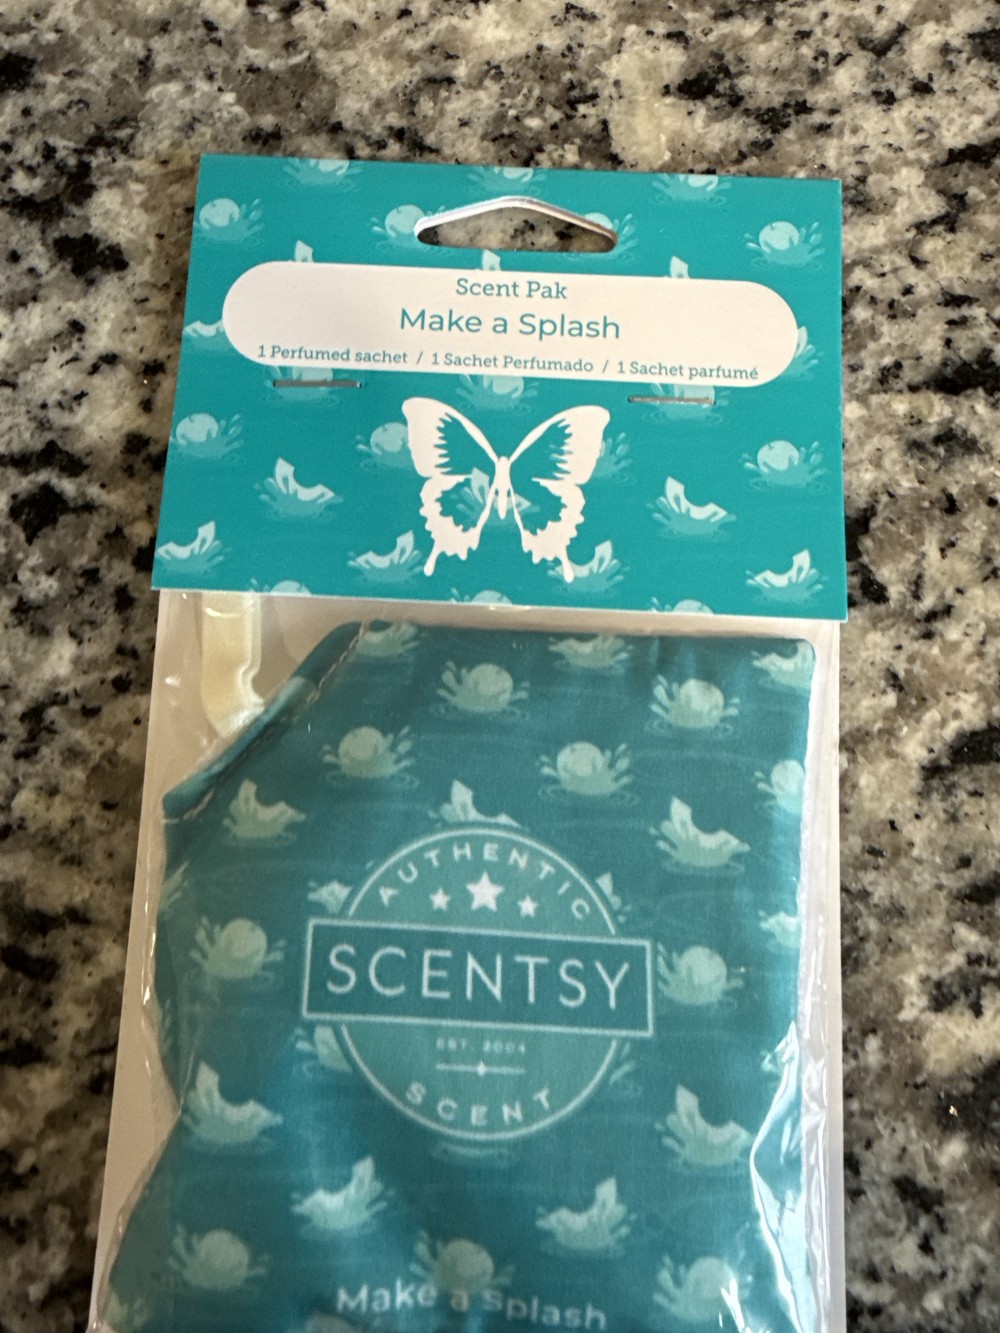 Scent Pak
Make a Splash
1 Perfumed sachet / 1 Sachet Perfumado / 1 Sachet parfumé
AUTHENTIC
SCENTSY
EST. 2004
SCENT
Make a Splash